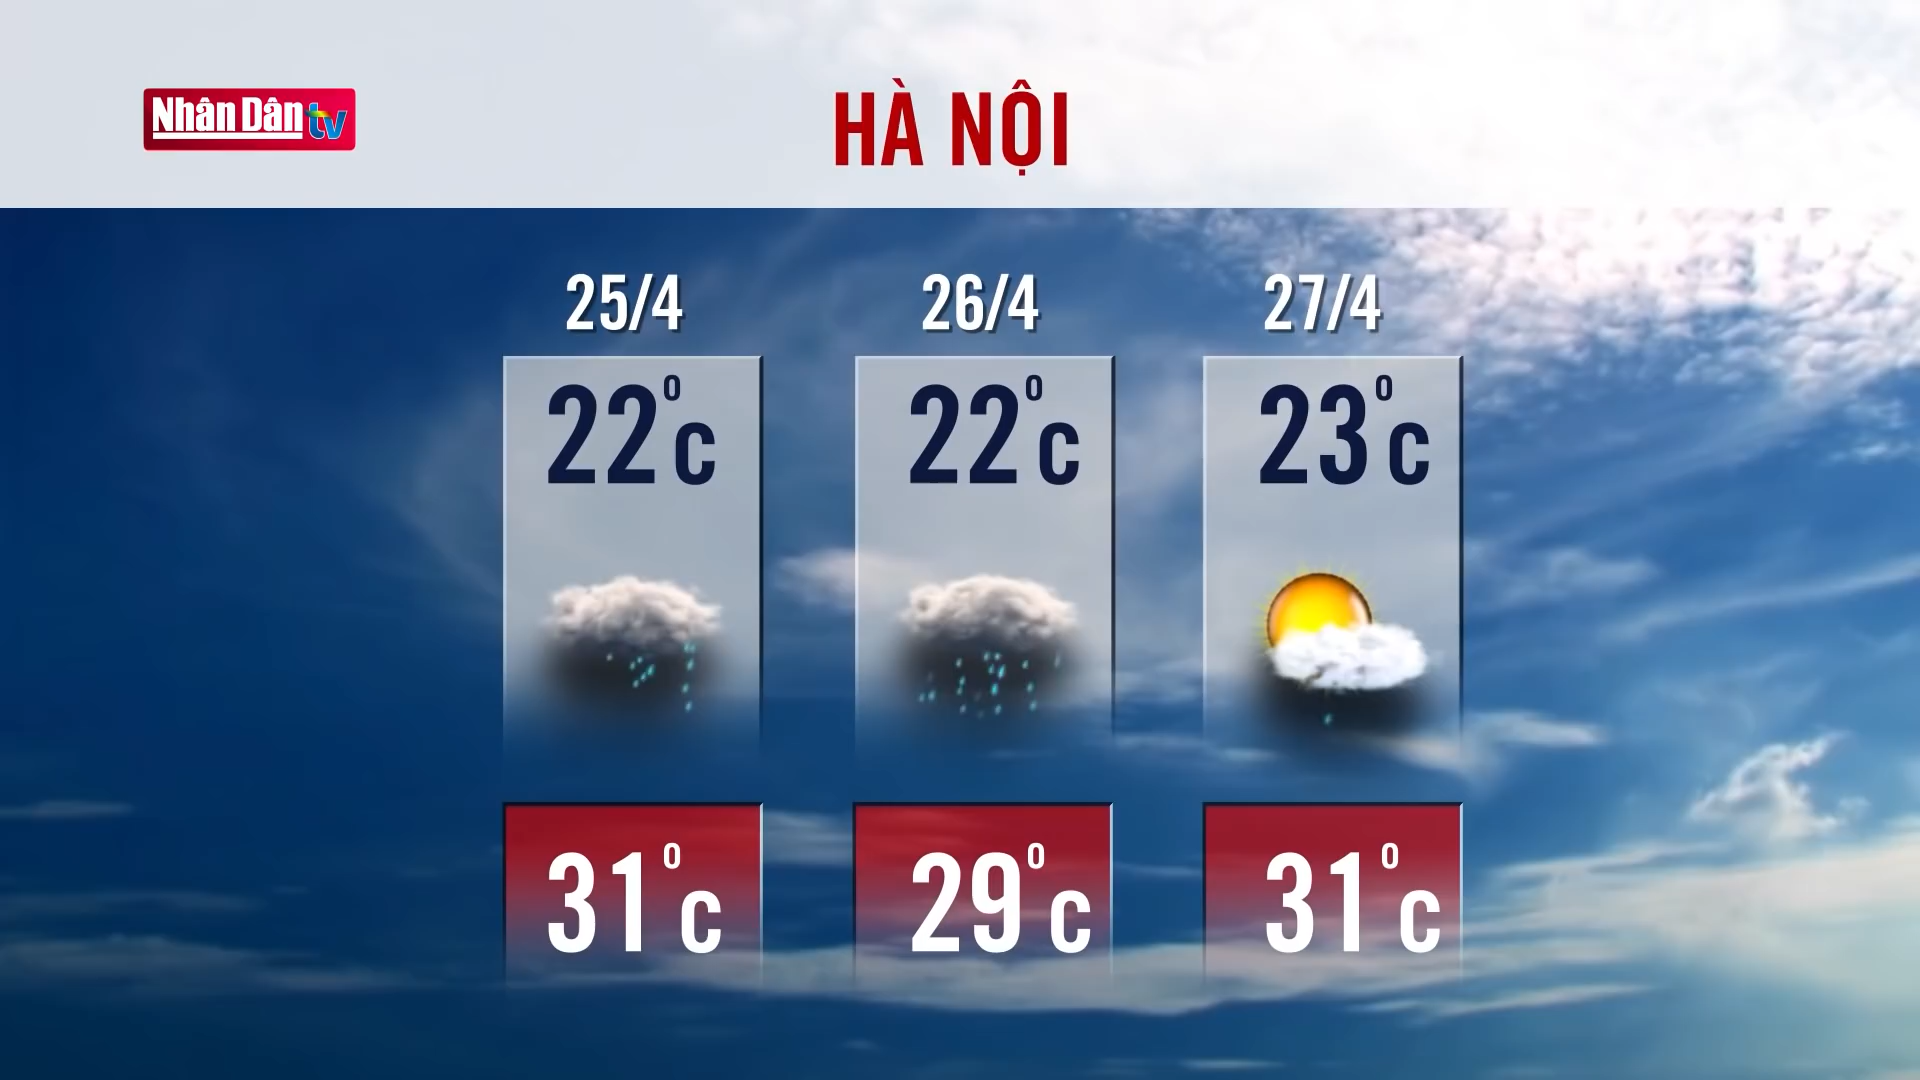 Nhân Dân tv
HÀ NỘI
25/4 26/4 27/4
22°C 22°C 23°C
31°C 29°C 31°C